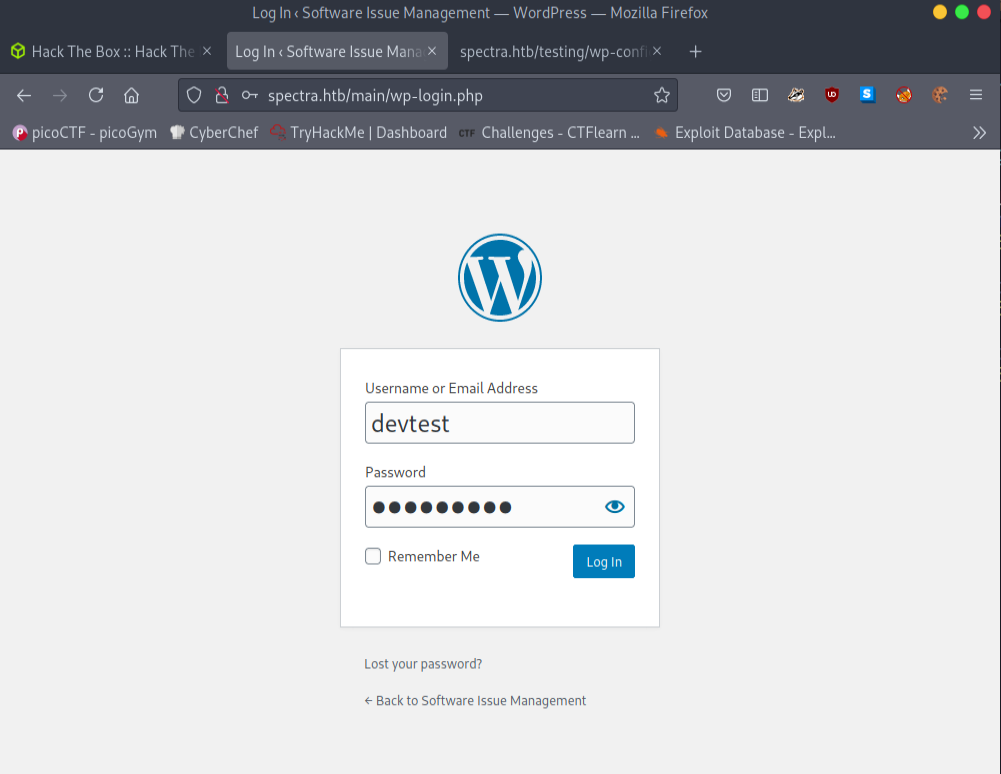 Log In ‹ Software Issue Management — WordPress — Mozilla Firefox
Hack The Box :: Hack The
Log In ‹ Software Issue Mana
spectra.htb/testing/wp-confi
spectra.htb/main/wp-login.php
picoCTF - picoGym
CyberChef
TryHackMe | Dashboard
CTF
Challenges - CTFlearn ...
Exploit Database - Expl...
Username or Email Address
devtest
Password
Remember Me
Log In
Lost your password?
← Back to Software Issue Management